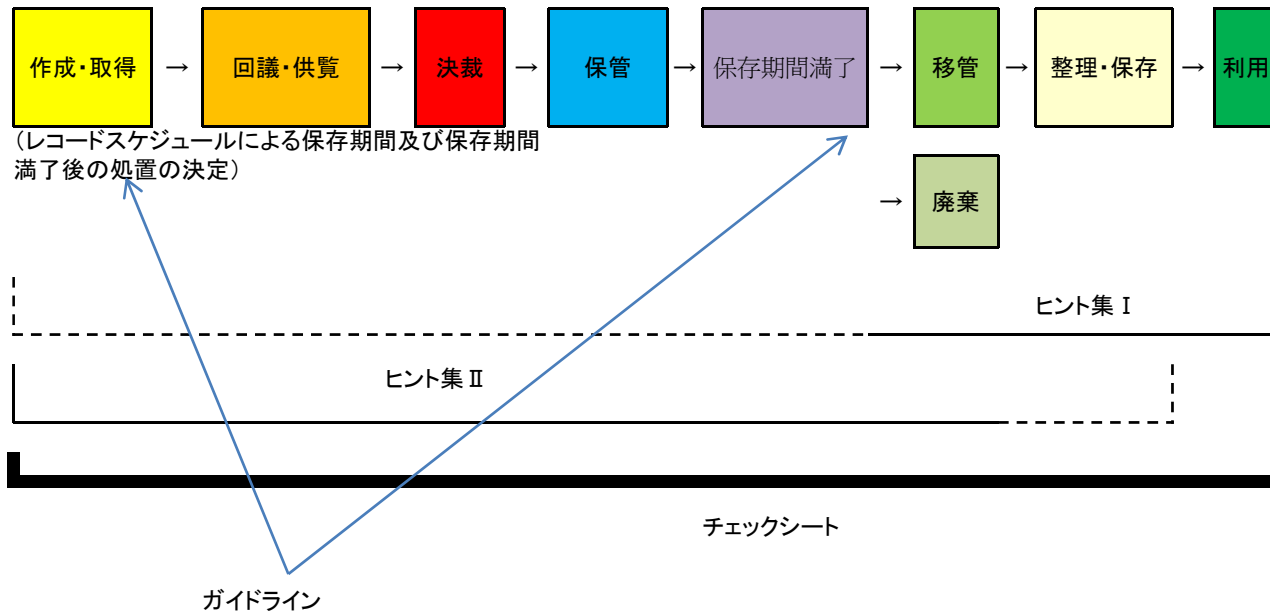 作成・取得 → 回議・供覧 → 決裁 → 保管 → 保存期間満了 → 移管 → 整理・保存 → 利用
（レコードスケジュールによる保存期間及び保存期間
満了後の処置の決定）
→ 廃棄
ヒント集Ⅰ
ヒント集Ⅱ
チェックシート
ガイドライン